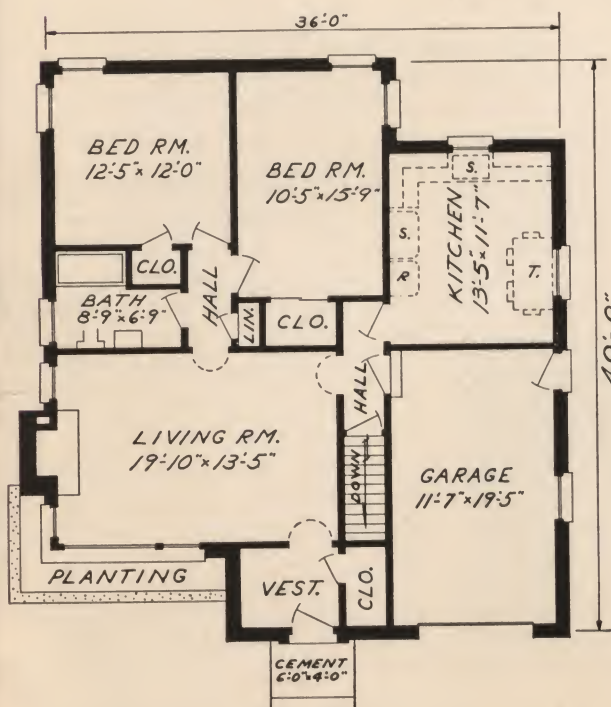 36'-0"
BED RM.
12'-5" x 12'-0"
BED RM.
10'-5" x 15'-9"
S.
S.
R
T.
KITCHEN
13'-5" x 11'-7"
CLO.
BATH
8'-9" x 6'-9"
HALL
LIN.
CLO.
HALL
LIVING RM.
19'-10" x 13'-5"
DOWN
GARAGE
11'-7" x 19'-5"
PLANTING
VEST.
CLO.
CEMENT
6'-0" x 4'-0"